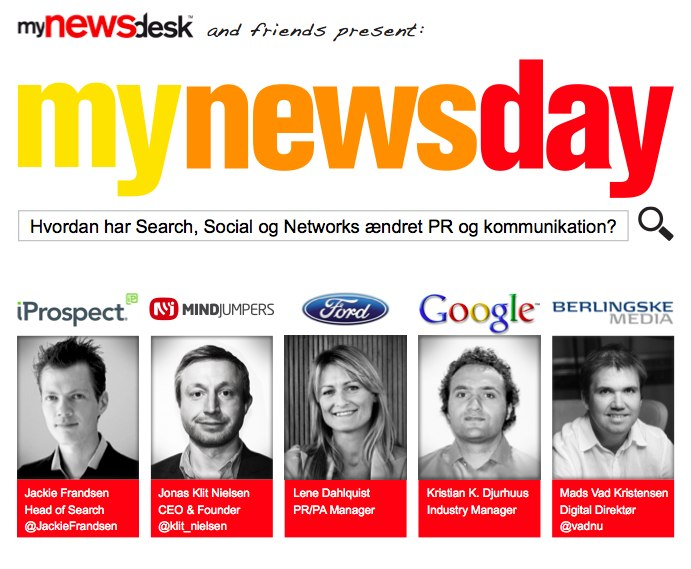 mynewsdesk™ and friends present:
mynewsday
Hvordan har Search, Social og Networks ændret PR og kommunikation?
iProspect. MINDJUMPERS Ford Google™ BERLINGSKE MEDIA
Jackie Frandsen
Head of Search
@JackieFrandsen
Jonas Klit Nielsen
CEO & Founder
@klit_nielsen
Lene Dahlquist
PR/PA Manager
Kristian K. Djurhuus
Industry Manager
Mads Vad Kristensen
Digital Direktør
@vadnu